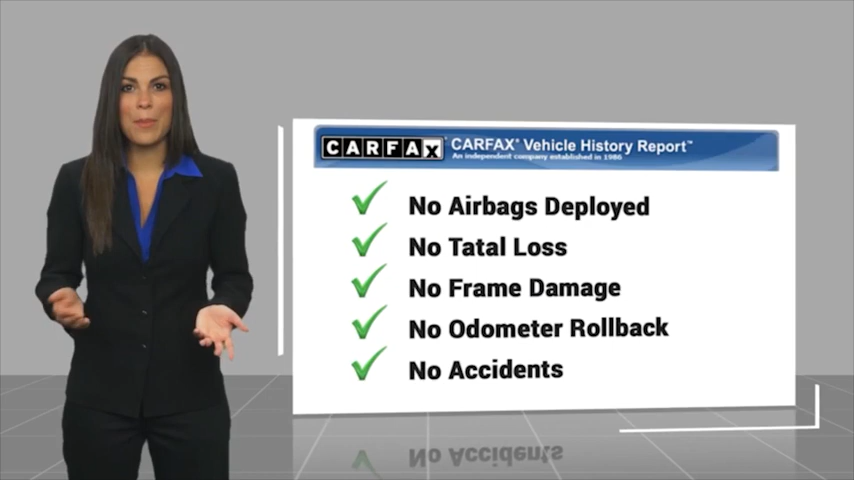 CARFAX CARFAX® Vehicle History Report™
An independent company established in 1986
No Airbags Deployed
No Tatal Loss
No Frame Damage
No Odometer Rollback
No Accidents
No Accidents